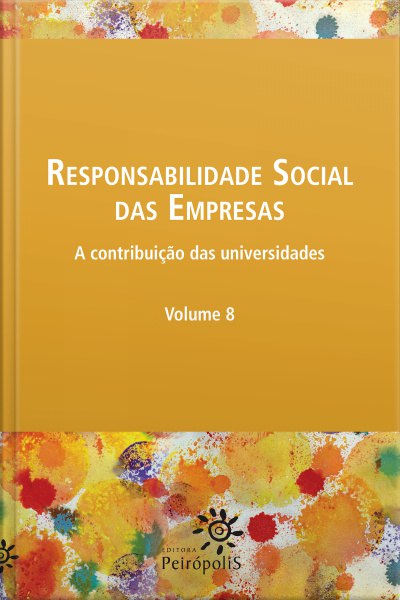 RESPONSABILIDADE SOCIAL
DAS EMPRESAS
A contribuição das universidades
Volume 8
EDITORA
PeirópoliS